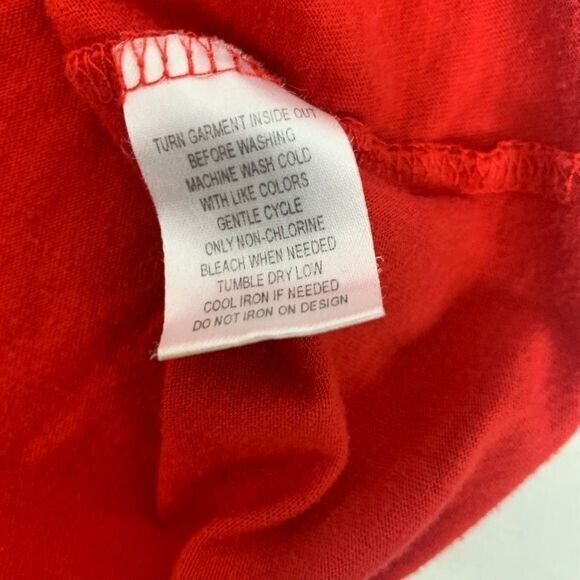 TURN GARMENT INSIDE OUT
BEFORE WASHING
MACHINE WASH COLD
WITH LIKE COLORS
GENTLE CYCLE
ONLY NON-CHLORINE
BLEACH WHEN NEEDED
TUMBLE DRY LOW
COOL IRON IF NEEDED
DO NOT IRON ON DESIGN